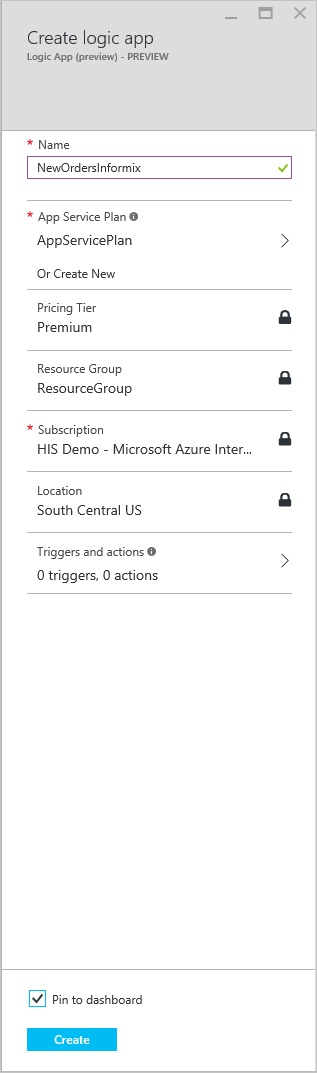 Create logic app
Logic App (preview) - PREVIEW
* Name
NewOrdersInformix
* App Service Plan
AppServicePlan
Or Create New
Pricing Tier
Premium
Resource Group
ResourceGroup
* Subscription
HIS Demo - Microsoft Azure Inter...
Location
South Central US
Triggers and actions
0 triggers, 0 actions
Pin to dashboard
Create